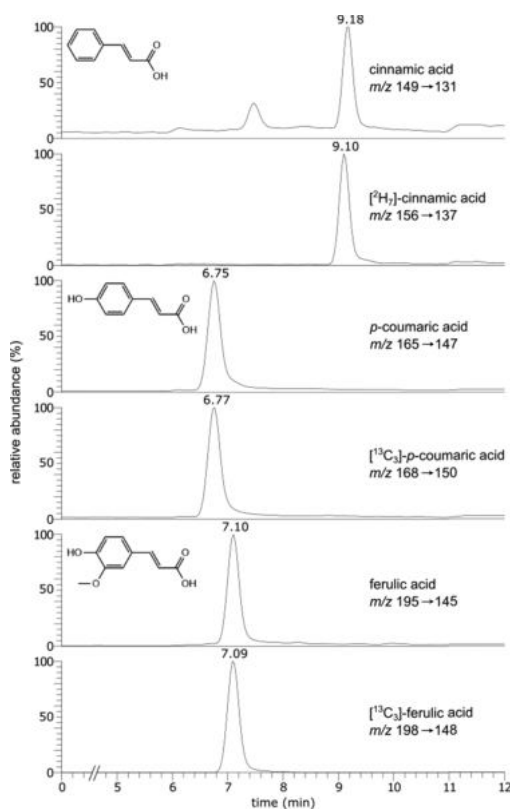 relative abundance (%)
9.18
100
50
0
OH
O
cinnamic acid
m/z 149→131
9.10
100
50
0
[²H₇]-cinnamic acid
m/z 156→137
6.75
100
50
0
HO
O
OH
p-coumaric acid
m/z 165→147
6.77
100
50
0
[¹³C₃]-p-coumaric acid
m/z 168→150
7.10
100
50
0
HO
O
O
OH
ferulic acid
m/z 195→145
7.09
100
50
0
[¹³C₃]-ferulic acid
m/z 198→148
0 5 6 7 8 9 10 11 12
time (min)